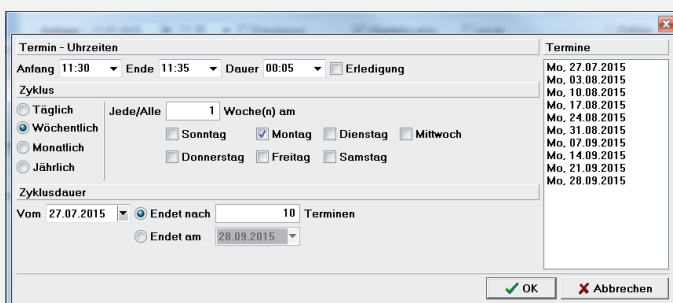 Termin - Uhrzeiten
Anfang 11:30 Ende 11:35 Dauer 00:05 Erledigung
Zyklus
Täglich
Wöchentlich
Monatlich
Jährlich
Jede/Alle 1 Woche(n) am
Sonntag Montag Dienstag Mittwoch
Donnerstag Freitag Samstag
Zyklusdauer
Vom 27.07.2015 Endet nach 10 Terminen
Endet am 28.09.2015
Termine
Mo, 27.07.2015
Mo, 03.08.2015
Mo, 10.08.2015
Mo, 17.08.2015
Mo, 24.08.2015
Mo, 31.08.2015
Mo, 07.09.2015
Mo, 14.09.2015
Mo, 21.09.2015
Mo, 28.09.2015
OK Abbrechen